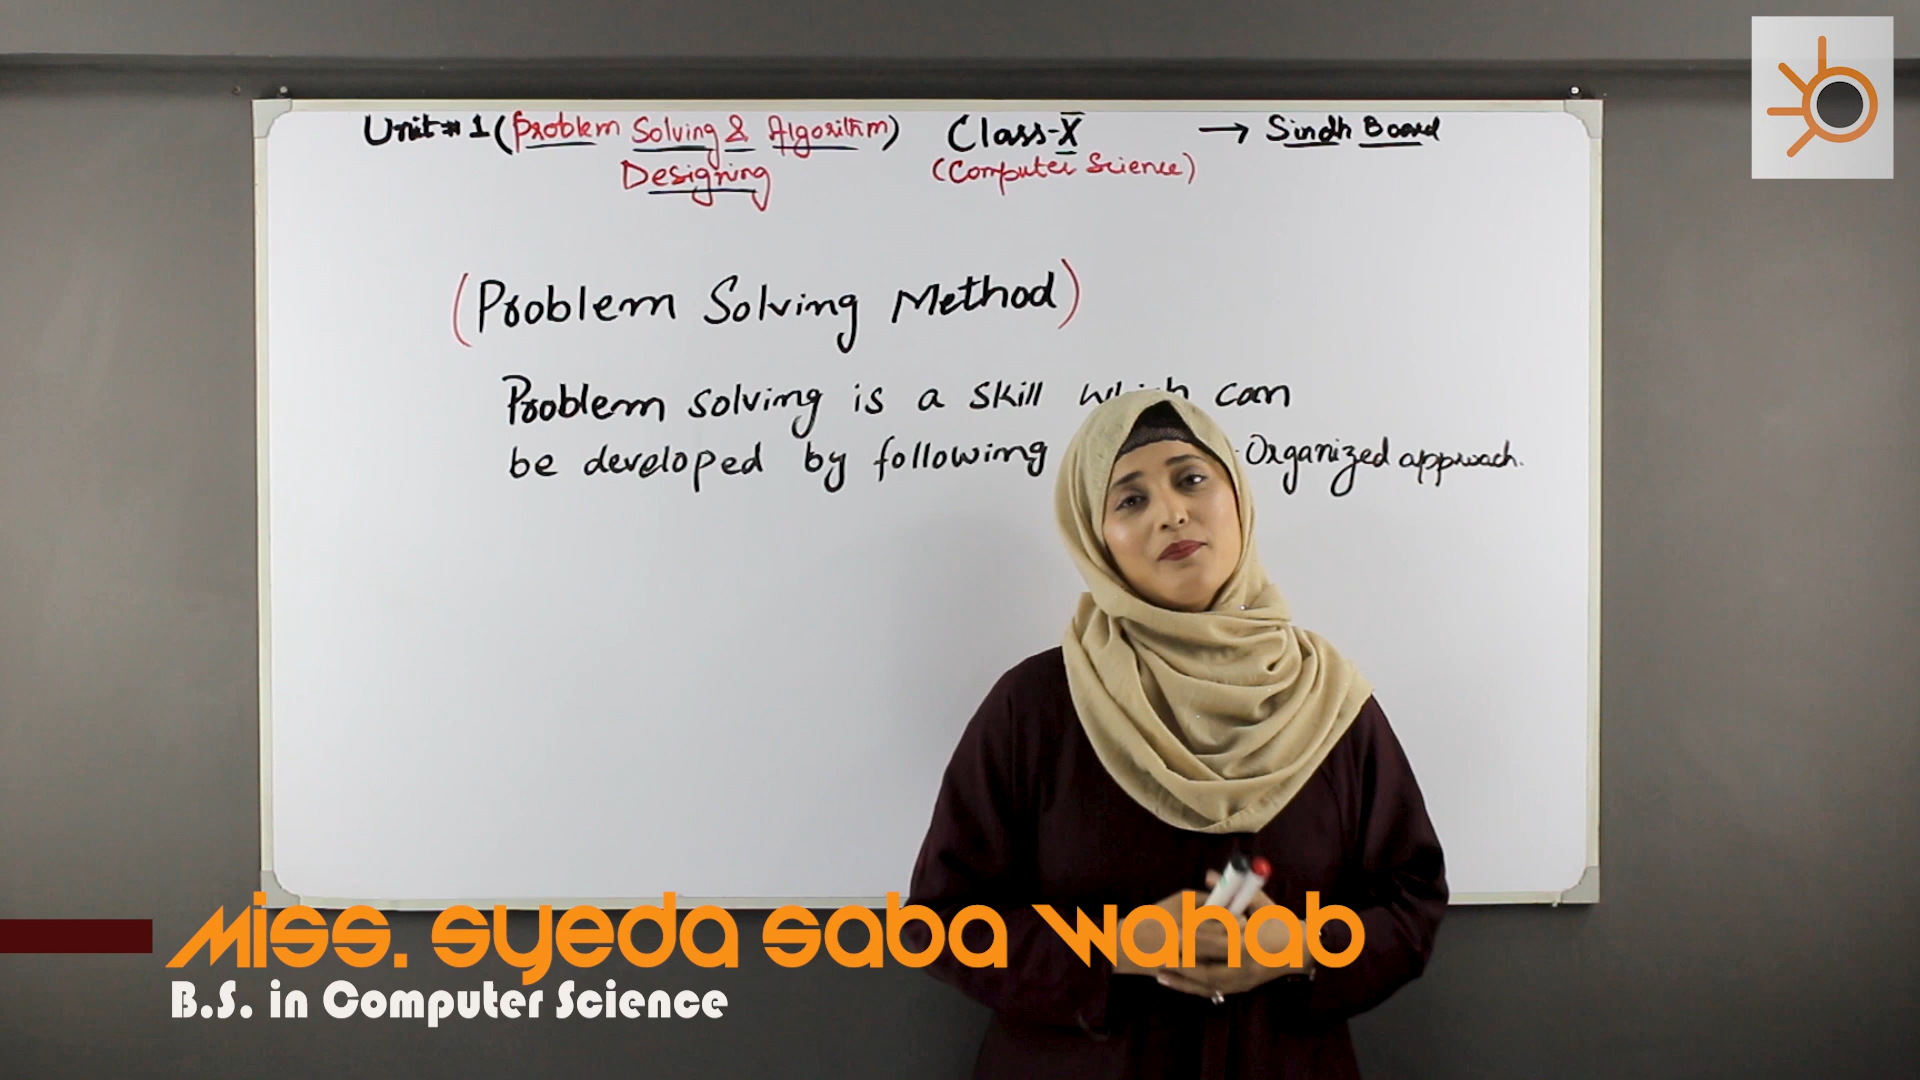 Unit # 1 (Problem Solving & Algorithm) Class-X → Sindh Board
Designing (Computer Science)
(Problem Solving Method)
Problem solving is a skill which can
be developed by following Organized approach.
Miss. Syeda Saba Wahab
B.S. in Computer Science